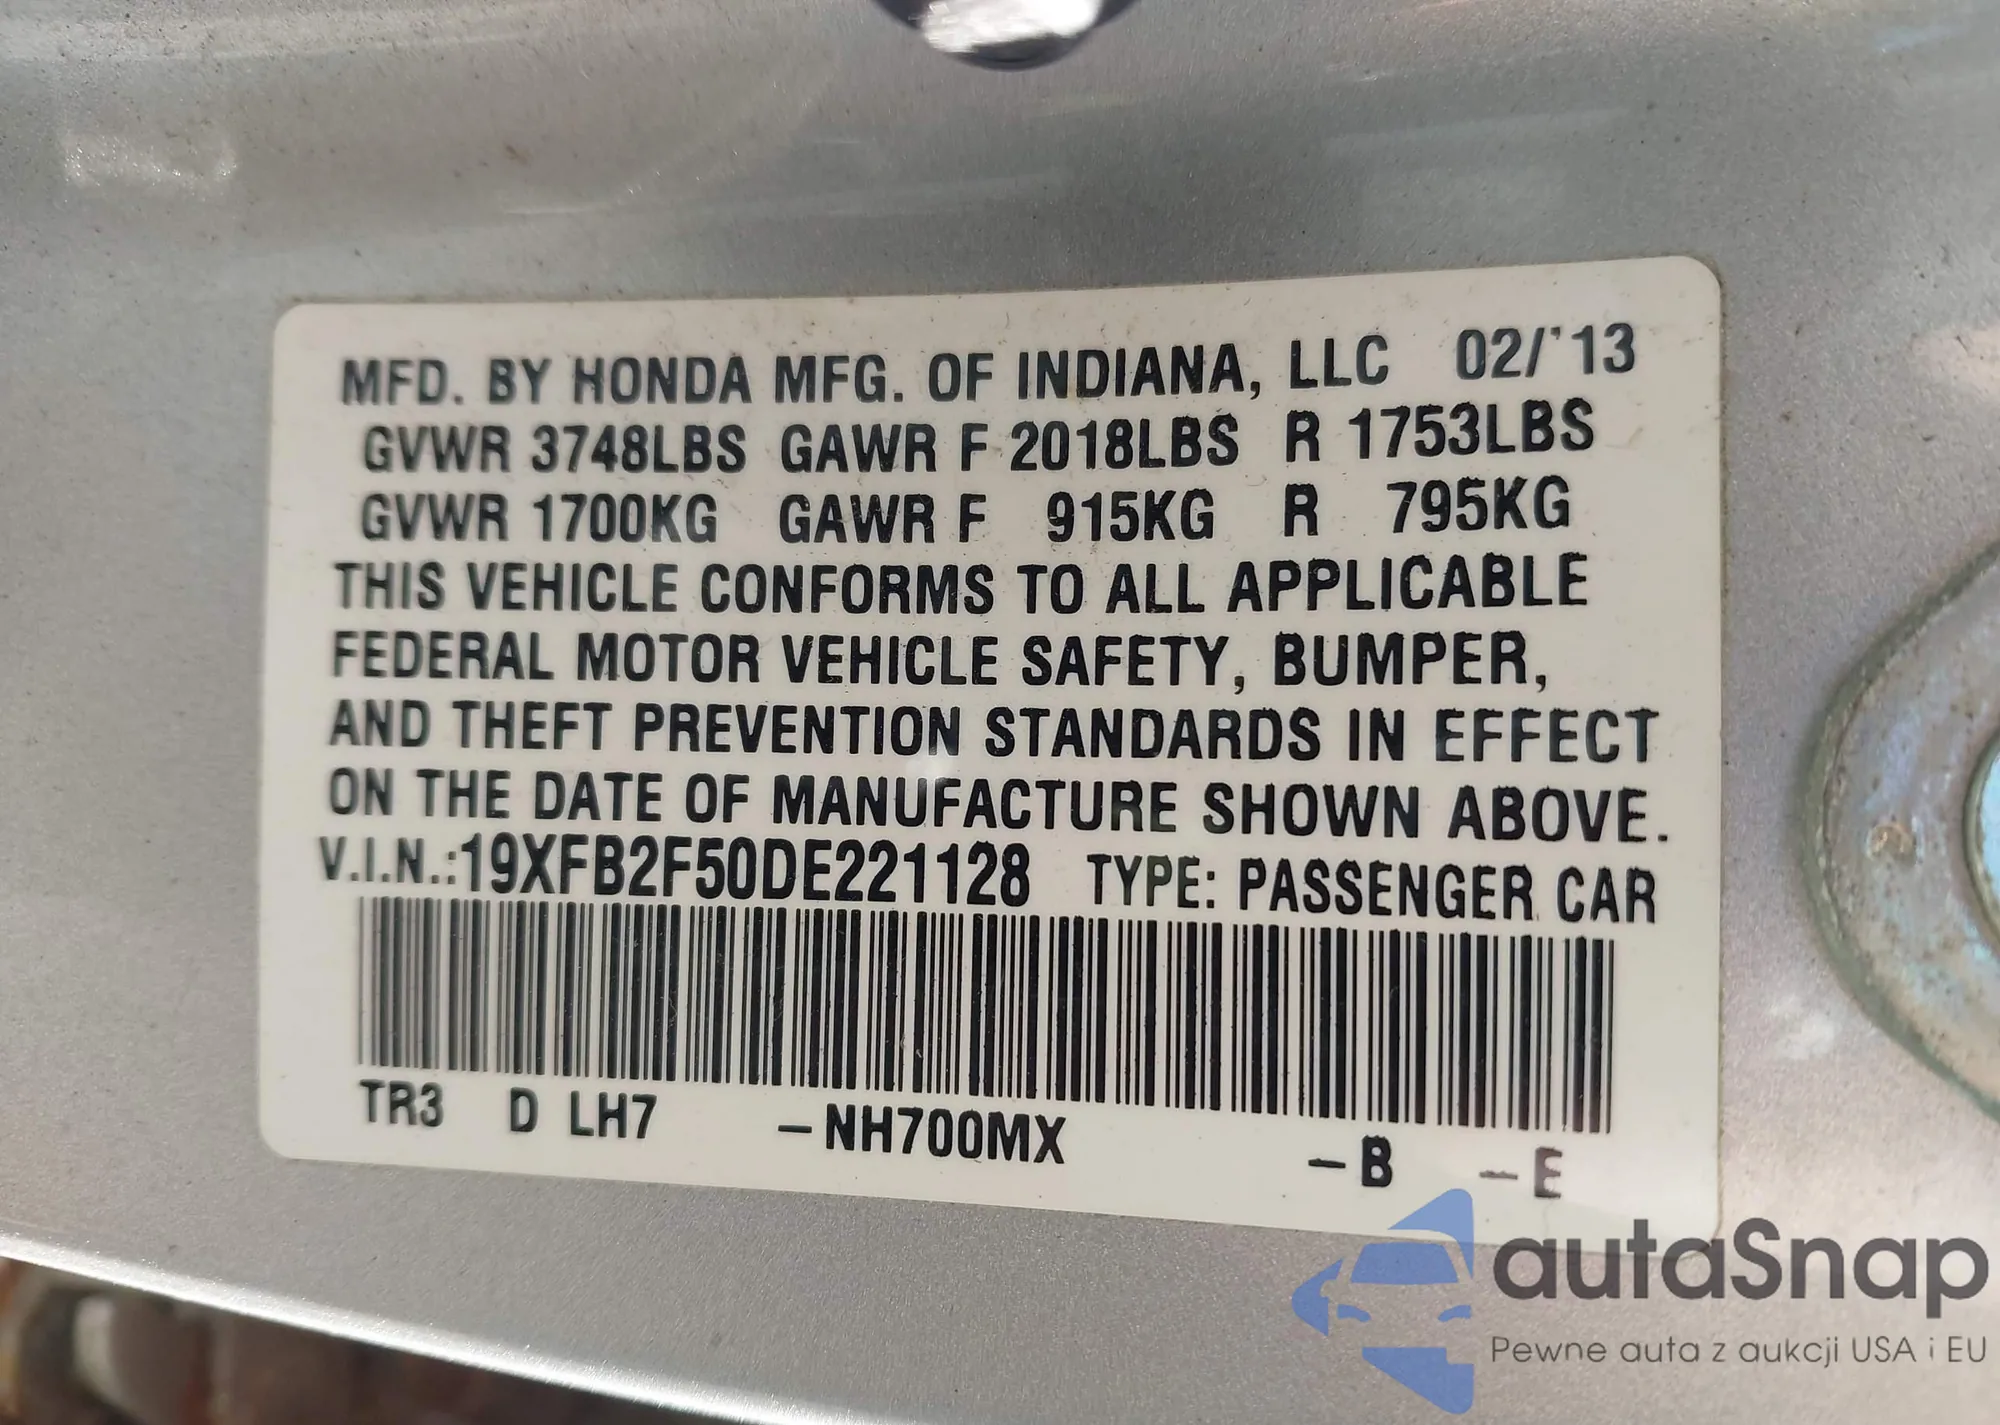 MFD. BY HONDA MFG. OF INDIANA, LLC 02/'13
GVWR 3748LBS GAWR F 2018LBS R 1753LBS
GVWR 1700KG GAWR F 915KG R 795KG
THIS VEHICLE CONFORMS TO ALL APPLICABLE
FEDERAL MOTOR VEHICLE SAFETY, BUMPER,
AND THEFT PREVENTION STANDARDS IN EFFECT
ON THE DATE OF MANUFACTURE SHOWN ABOVE.
V.I.N.:19XFB2F50DE221128 TYPE: PASSENGER CAR
TR3 D LH7 -NH700MX -B -E
autaSnap
Pewne auta z aukcji USA i EU